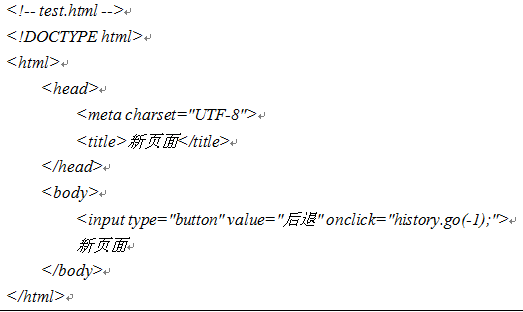 <!-- test.html -->
<!DOCTYPE html>
<html>
<head>
<meta charset="UTF-8">
<title>新页面</title>
</head>
<body>
<input type="button" value="后退" onclick="history.go(-1);">
新页面
</body>
</html>